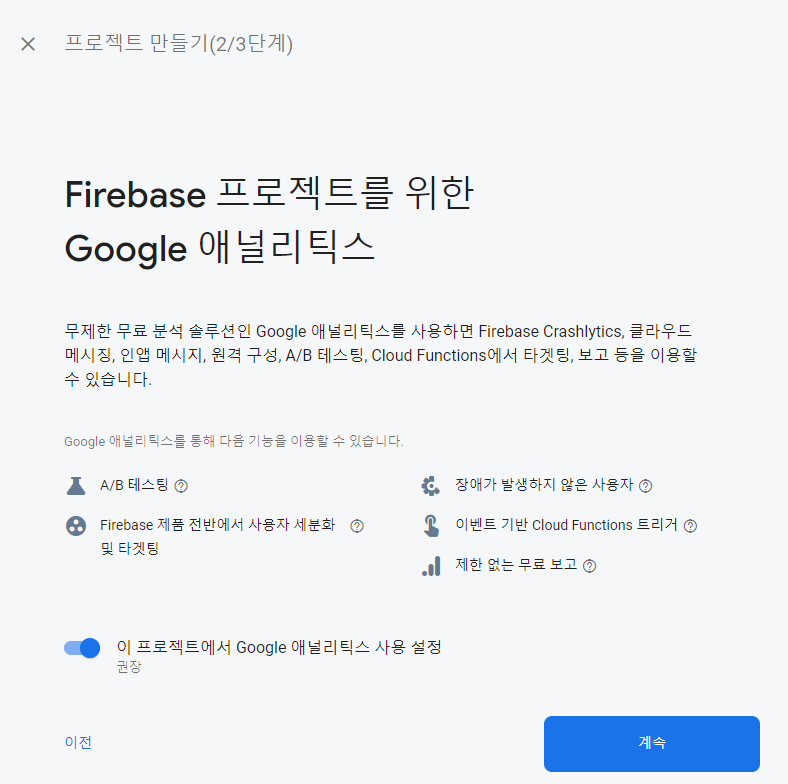 프로젝트 만들기(2/3단계)
Firebase 프로젝트를 위한
Google 애널리틱스
무제한 무료 분석 솔루션인 Google 애널리틱스를 사용하면 Firebase Crashlytics, 클라우드
메시징, 인앱 메시지, 원격 구성, A/B 테스팅, Cloud Functions에서 타겟팅, 보고 등을 이용할
수 있습니다.
Google 애널리틱스를 통해 다음 기능을 이용할 수 있습니다.
A/B 테스팅
Firebase 제품 전반에서 사용자 세분화
및 타겟팅
장애가 발생하지 않은 사용자
이벤트 기반 Cloud Functions 트리거
제한 없는 무료 보고
이 프로젝트에서 Google 애널리틱스 사용 설정
권장
이전
계속